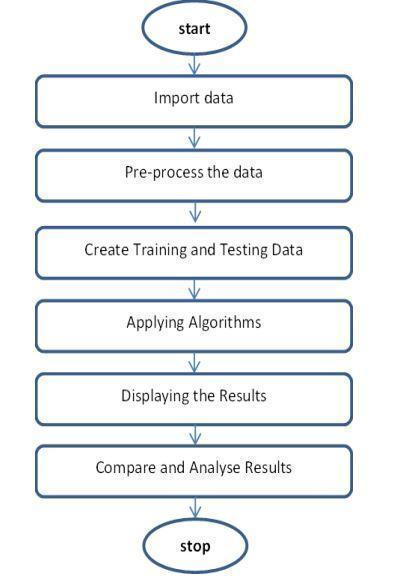 start
Import data
Pre-process the data
Create Training and Testing Data
Applying Algorithms
Displaying the Results
Compare and Analyse Results
stop